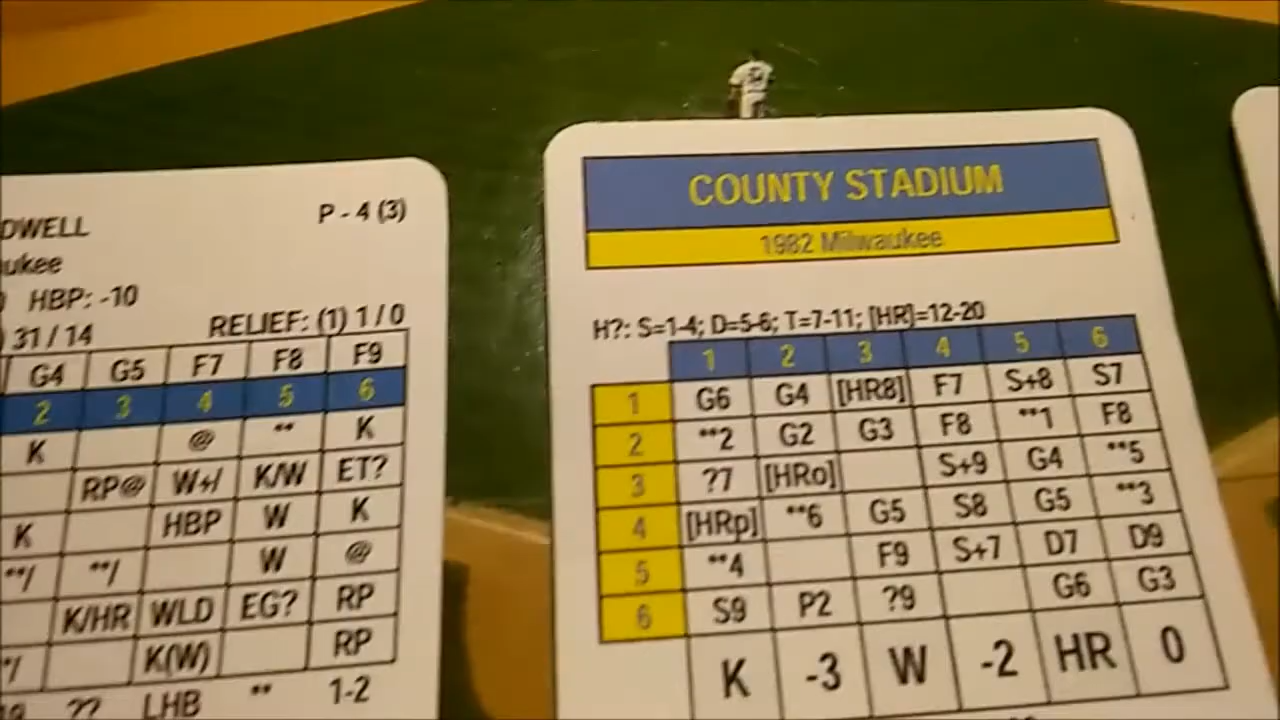 DWELL
P - 4 (3)
ukee
HBP: -10
) 31 / 14
RELIEF: (1) 1 / 0
G4 G5 F7 F8 F9
2 3 4 5 6
K @ ** K
RP@ W+/ K/W ET?
K HBP W K
**/ **/ W @
K/HR WLD EG? RP
*/ K(W) RP
?? LHB ** 1-2
COUNTY STADIUM
1982 Milwaukee
H?: S=1-4; D=5-6; T=7-11; [HR]=12-20
1 2 3 4 5 6
1 G6 G4 [HR8] F7 S+8 S7
2 **2 G2 G3 F8 **1 F8
3 ?7 [HRo] S+9 G4 **5
4 [HRp] **6 G5 S8 G5 **3
5 **4 F9 S+7 D7 D9
6 S9 P2 ?9 G6 G3
K -3 W -2 HR 0